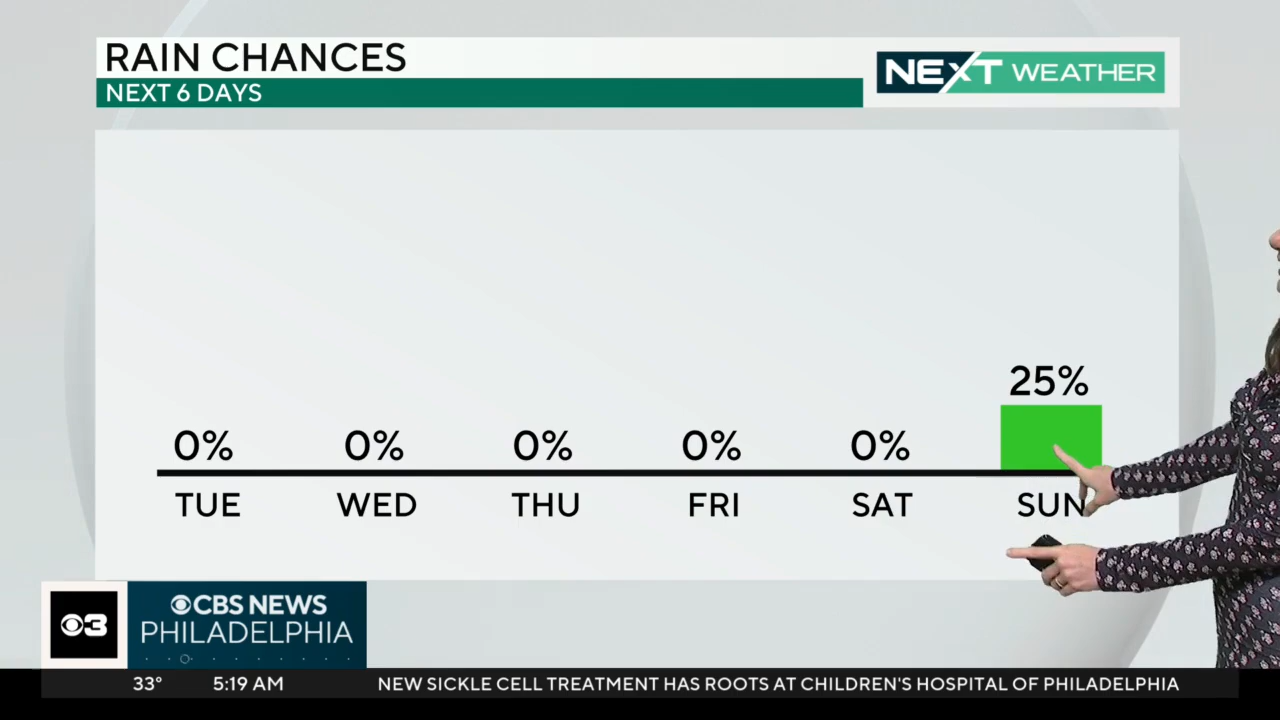 RAIN CHANCES
NEXT 6 DAYS
NEXT WEATHER
25%
0% 0% 0% 0% 0%
TUE WED THU FRI SAT SUN
CBS NEWS
PHILADELPHIA
3
33° 5:19 AM NEW SICKLE CELL TREATMENT HAS ROOTS AT CHILDREN'S HOSPITAL OF PHILADELPHIA